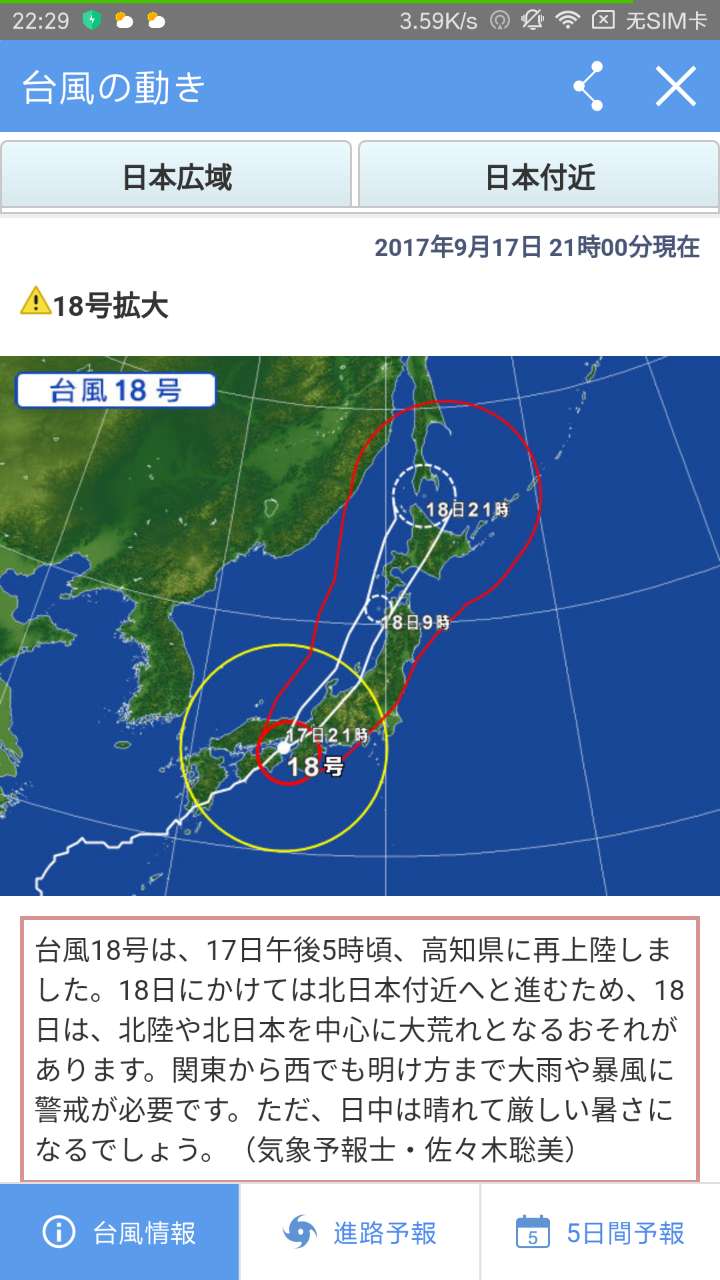 22:29 3.59K/s 无SIM卡
台風の動き
日本広域 日本付近
2017年9月17日 21時00分現在
18号拡大
台風18号
18日21時
18日9時
17日21時
18号
台風18号は、17日午後5時頃、高知県に再上陸しま
した。18日にかけては北日本付近へと進むため、18
日は、北陸や北日本を中心に大荒れとなるおそれが
あります。関東から西でも明け方まで大雨や暴風に
警戒が必要です。ただ、日中は晴れて厳しい暑さに
なるでしょう。（気象予報士・佐々木聡美）
台風情報 進路予報 5 5日間予報